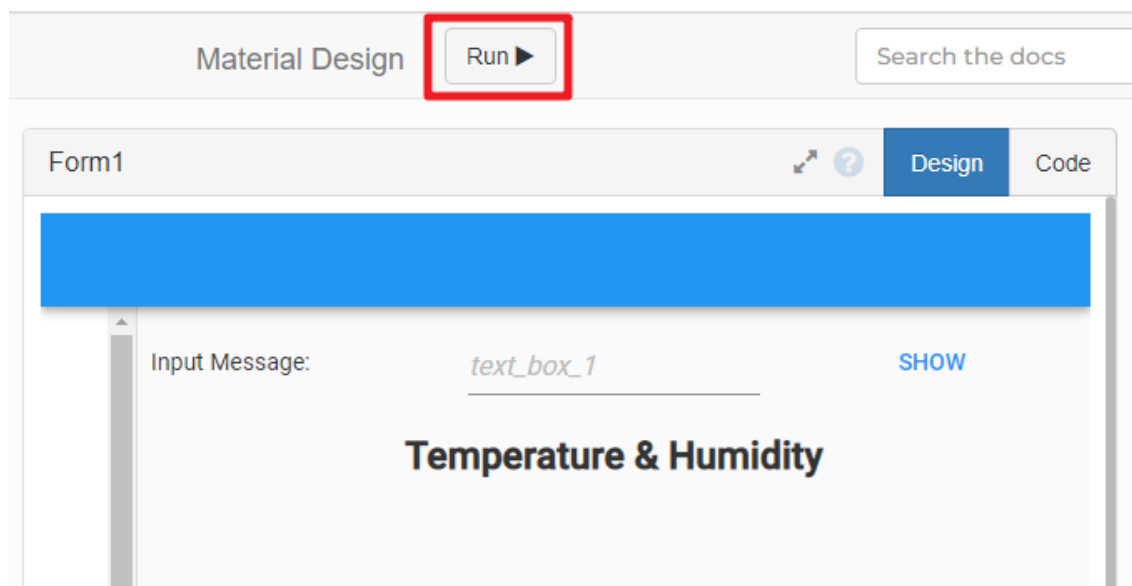 Material Design Run▶ Search the docs
Form1 Design Code
Input Message: text_box_1 SHOW
Temperature & Humidity